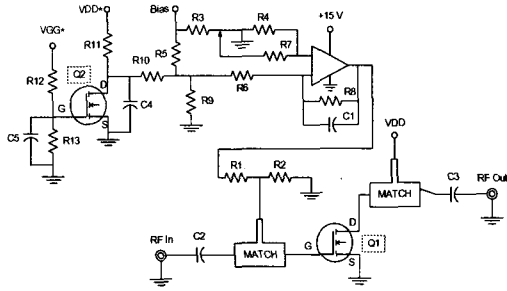 VDD*
Bias
R3
R4
+15 V
VGG*
R11
R5
R7
R12
Q2
D
R10
R6
C4
R9
R8
G
S
C1
C5
R13
VDD
R1
R2
C3
RF Out
MATCH
RF In
C2
MATCH
G
D
Q1
S